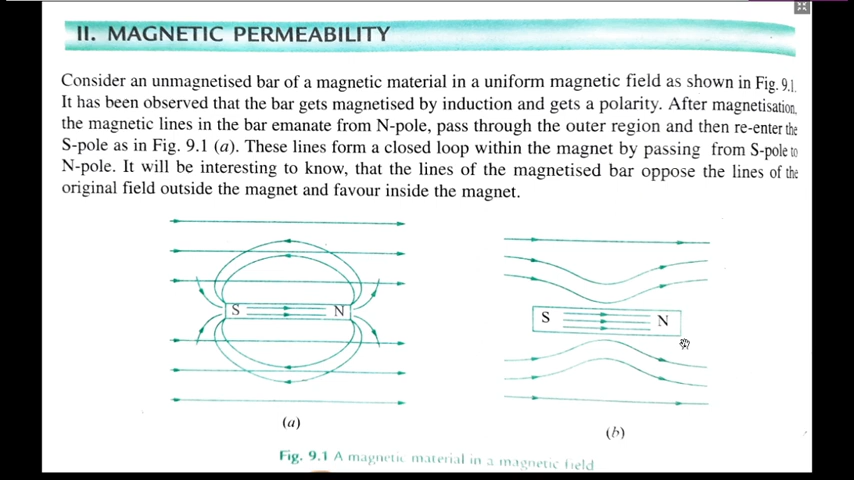 II. MAGNETIC PERMEABILITY
Consider an unmagnetised bar of a magnetic material in a uniform magnetic field as shown in Fig. 9.1.
It has been observed that the bar gets magnetised by induction and gets a polarity. After magnetisation,
the magnetic lines in the bar emanate from N-pole, pass through the outer region and then re-enter the
S-pole as in Fig. 9.1 (a). These lines form a closed loop within the magnet by passing from S-pole to
N-pole. It will be interesting to know, that the lines of the magnetised bar oppose the lines of the
original field outside the magnet and favour inside the magnet.
S N
S N
(a)
(b)
Fig. 9.1 A magnetic material in a magnetic field